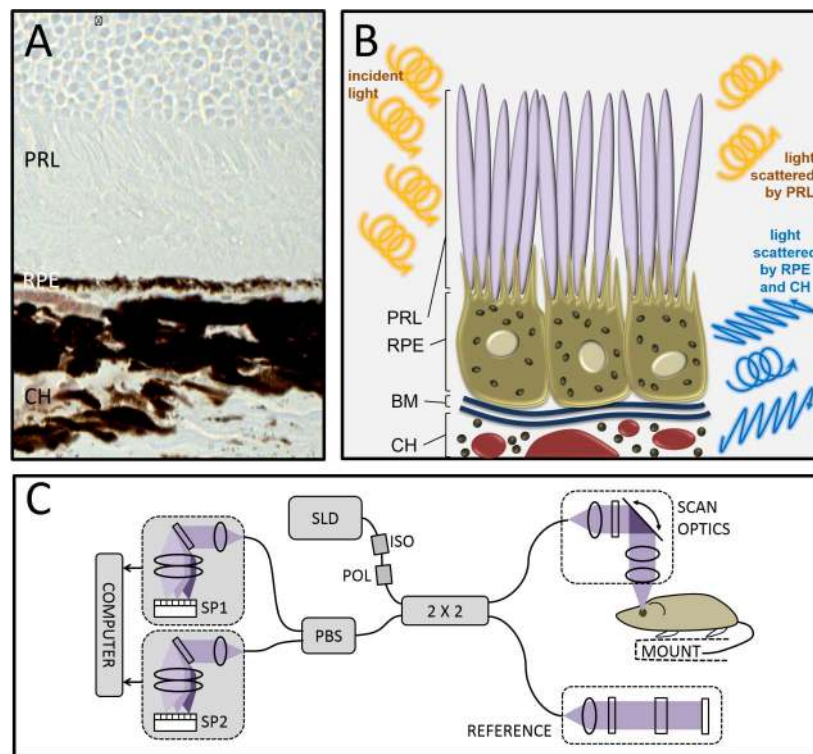 A
PRL
RPE
CH
B
incident
light
light
scattered
by PRL
light
scattered
by RPE
and CH
PRL
RPE
BM
CH
C
SLD
ISO
POL
SCAN
OPTICS
COMPUTER
SP1
PBS
2 X 2
MOUNT
SP2
REFERENCE